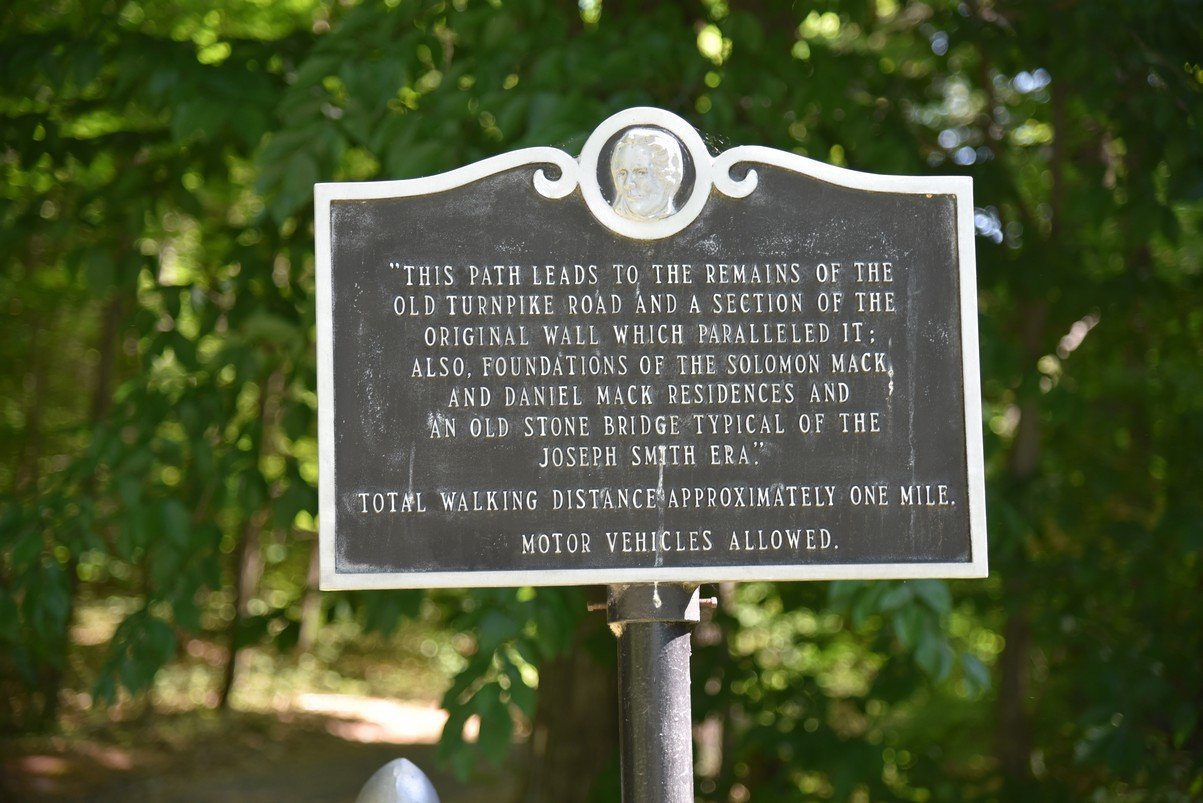 "THIS PATH LEADS TO THE REMAINS OF THE
OLD TURNPIKE ROAD AND A SECTION OF THE
ORIGINAL WALL WHICH PARALLELED IT;
ALSO, FOUNDATIONS OF THE SOLOMON MACK
AND DANIEL MACK RESIDENCES AND
AN OLD STONE BRIDGE TYPICAL OF THE
JOSEPH SMITH ERA."
TOTAL WALKING DISTANCE APPROXIMATELY ONE MILE.
MOTOR VEHICLES ALLOWED.